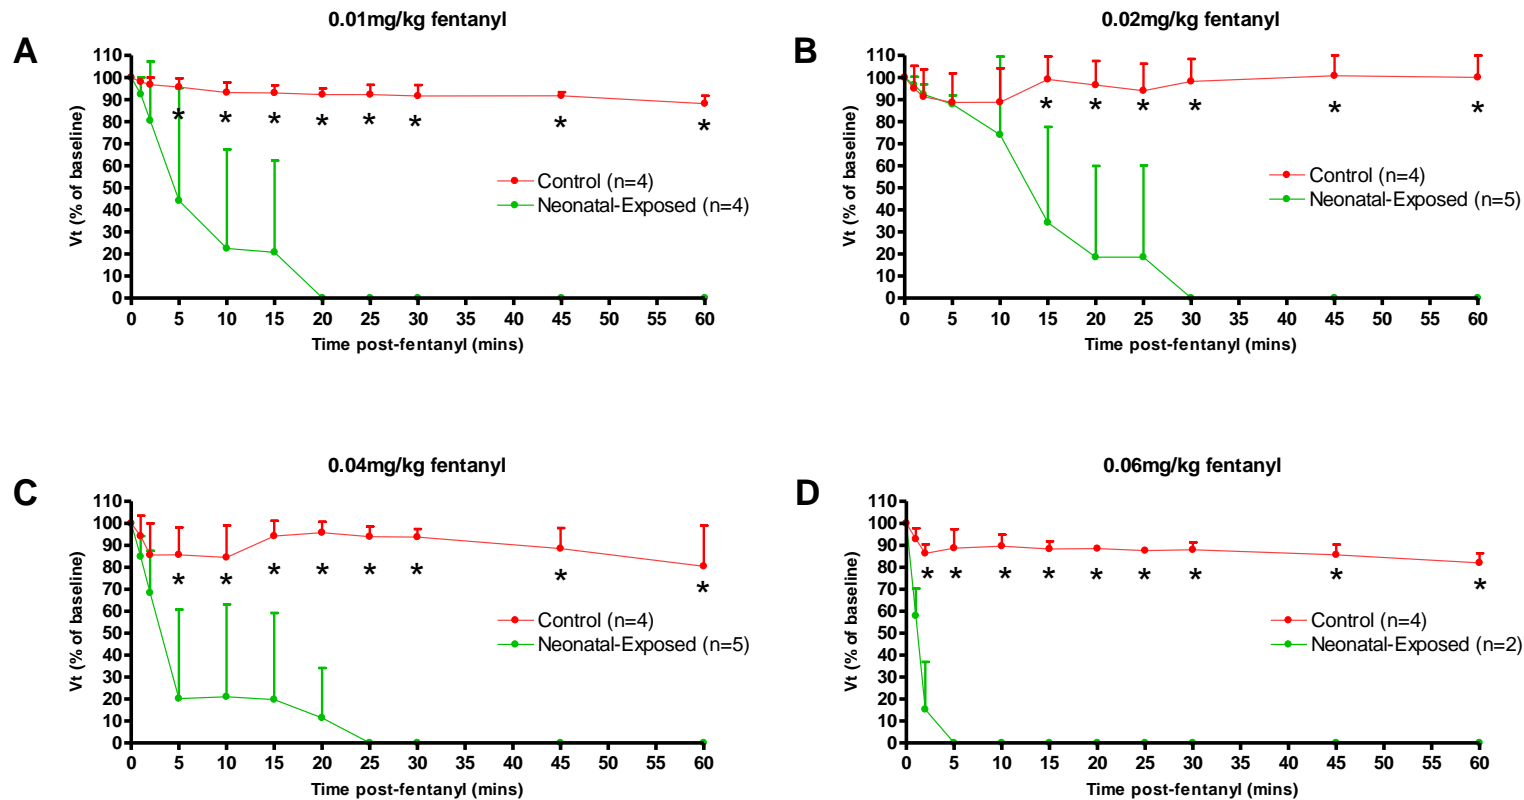 0.01mg/kg fentanyl
A
110
100
90
80
70
60
50
40
30
20
10
0
Vt (% of baseline)
* * * * * * * *
Control (n=4)
Neonatal-Exposed (n=4)
0 5 10 15 20 25 30 35 40 45 50 55 60
Time post-fentanyl (mins)
0.02mg/kg fentanyl
B
110
100
90
80
70
60
50
40
30
20
10
0
Vt (% of baseline)
* * * * * *
Control (n=4)
Neonatal-Exposed (n=5)
0 5 10 15 20 25 30 35 40 45 50 55 60
Time post-fentanyl (mins)
0.04mg/kg fentanyl
C
110
100
90
80
70
60
50
40
30
20
10
0
Vt (% of baseline)
* * * * * * * *
Control (n=4)
Neonatal-Exposed (n=5)
0 5 10 15 20 25 30 35 40 45 50 55 60
Time post-fentanyl (mins)
0.06mg/kg fentanyl
D
110
100
90
80
70
60
50
40
30
20
10
0
Vt (% of baseline)
* * * * * * * * *
Control (n=4)
Neonatal-Exposed (n=2)
0 5 10 15 20 25 30 35 40 45 50 55 60
Time post-fentanyl (mins)